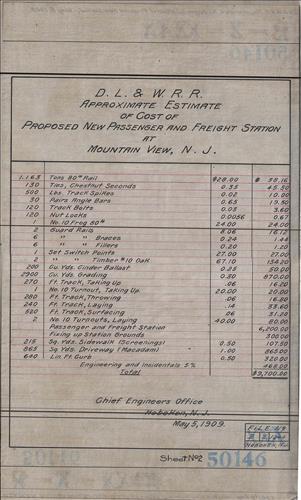 D. L. & W. R. R.
APPROXIMATE ESTIMATE
OF COST OF
PROPOSED NEW PASSENGER AND FREIGHT STATION
AT
MOUNTAIN VIEW, N. J.
1.163 Tons 80# Rail $28.00 $ 38.16
130 Ties, Chestnut Seconds 0.35 45.50
500 Lbs. Track Spikes 0.02 10.00
30 Pairs Angle Bars 0.65 19.50
120 Track Bolts 0.03 3.60
120 Nut Locks 0.0056 0.67
1 No. 10 Frog 80# 24.00 24.00
2 Guard Rails 8.06 16.12
6 " " Braces 0.24 1.44
6 " " Fillers 0.20 1.20
1 Set Switch Points 27.00 27.00
2 " " Timber #10 Oak 67.10 134.20
200 Cu. Yds. Cinder Ballast 0.25 50.00
2900 Cu. Yds. Grading 0.30 870.00
270 Ft. Track, Taking Up .06 16.20
1 No. 10 Turnout, Taking Up 20.00 20.00
280 Ft. Track, Throwing .06 16.80
240 Ft. Track, Laying .14 33.60
520 Ft. Track, Surfacing .06 31.20
2 No. 10 Turnouts, Laying 40.00 80.00
Passenger and Freight Station 6,200.00
Fixing up Station Grounds 300.00
215 Sq. Yds. Sidewalk (Screenings) 0.50 107.50
865 Sq. Yds. Driveway (Macadam) 1.00 865.00
640 Lin Ft Curb 0.50 320.00
Engineering and Incidentals 5% 468.00
Total $9,700.00
Chief Engineers Office
Hoboken, N. J.
May 5, 1909.
FILE No
HOBOKEN, N.J.
Sheet No2 50146